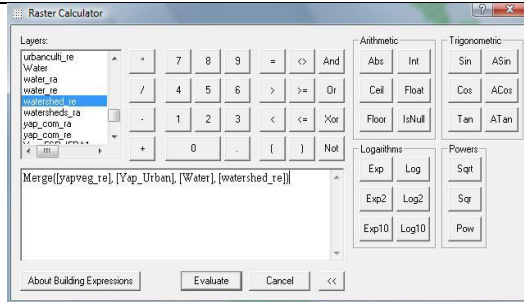 Raster Calculator
Layers:
urbanculti_re
Water
water_ra
water_re
watershed_re
watersheds_ra
yap_com_ra
yap_com_re
* 7 8 9 = <> And
/ 4 5 6 > >= Or
- 1 2 3 < <= Xor
+ 0 . ( ) Not
Arithmetic
Abs Int
Ceil Float
Floor IsNull
Trigonometric
Sin ASin
Cos ACos
Tan ATan
Logarithms
Exp Log
Exp2 Log2
Exp10 Log10
Powers
Sqrt
Sqr
Pow
Merge([yapveg_re], [Yap_Urban], [Water], [watershed_re])
About Building Expressions Evaluate Cancel <<